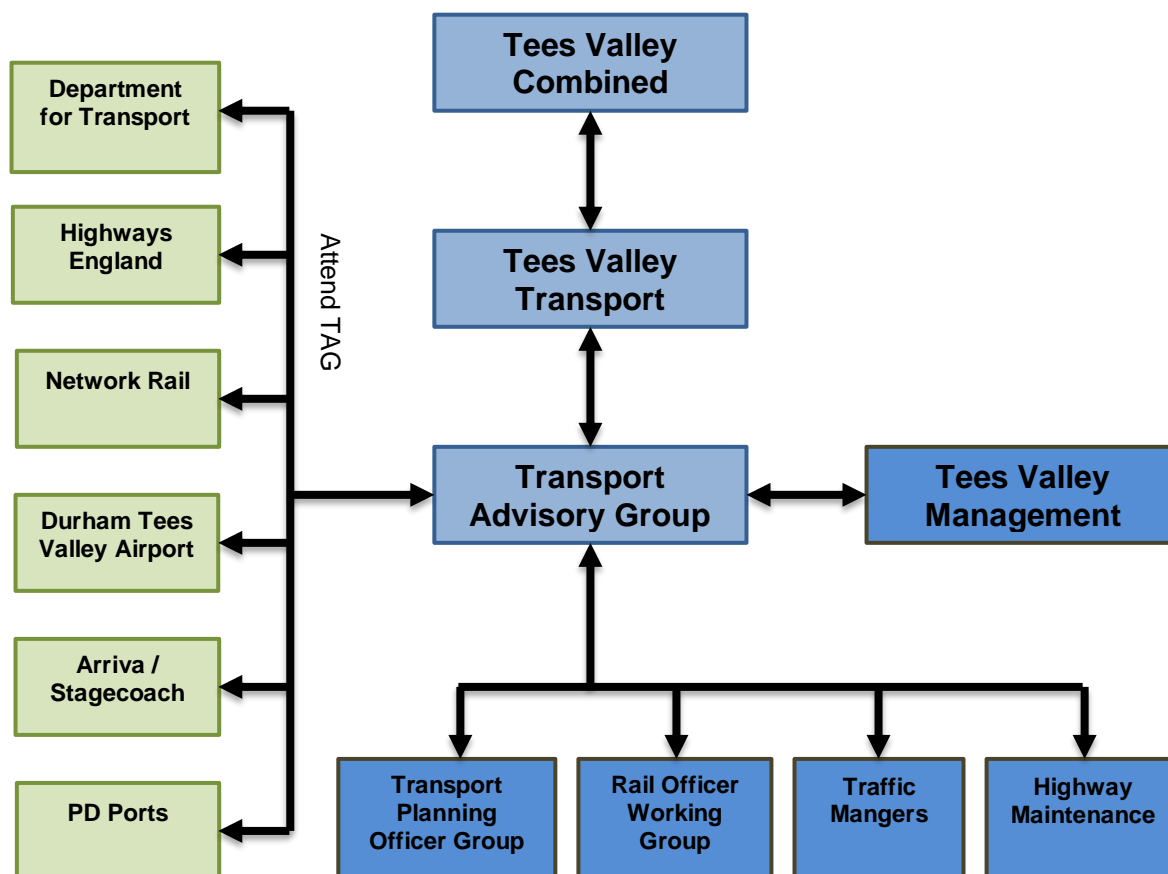 Tees Valley
Combined
Department
for Transport
Highways
England
Tees Valley
Transport
Attend TAG
Network Rail
Transport
Advisory Group
Tees Valley
Management
Durham Tees
Valley Airport
Arriva /
Stagecoach
PD Ports
Transport
Planning
Officer Group
Rail Officer
Working
Group
Traffic
Mangers
Highway
Maintenance